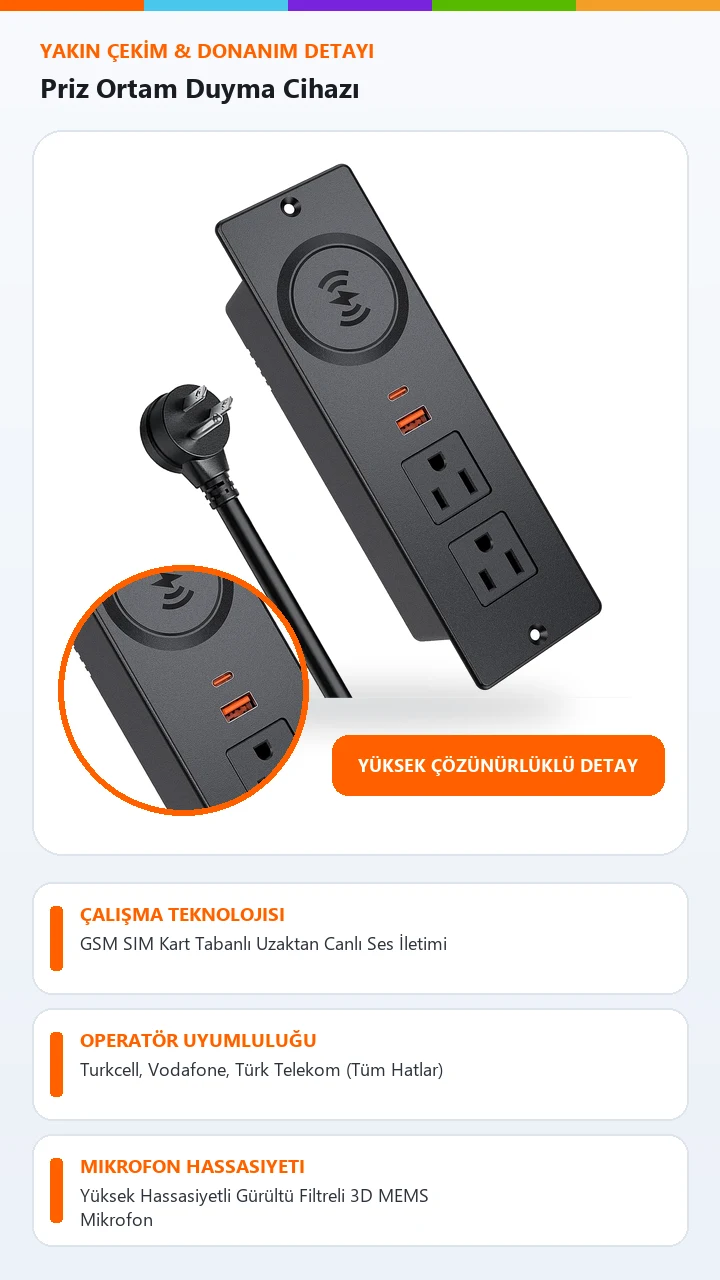 YAKIN ÇEKİM & DONANIM DETAYI
Priz Ortam Duyma Cihazı
YÜKSEK ÇÖZÜNÜRLÜKLÜ DETAY
ÇALIŞMA TEKNOLOJISI
GSM SIM Kart Tabanlı Uzaktan Canlı Ses İletimi
OPERATÖR UYUMLULUĞU
Turkcell, Vodafone, Türk Telekom (Tüm Hatlar)
MIKROFON HASSASIYETI
Yüksek Hassasiyetli Gürültü Filtreli 3D MEMS
Mikrofon